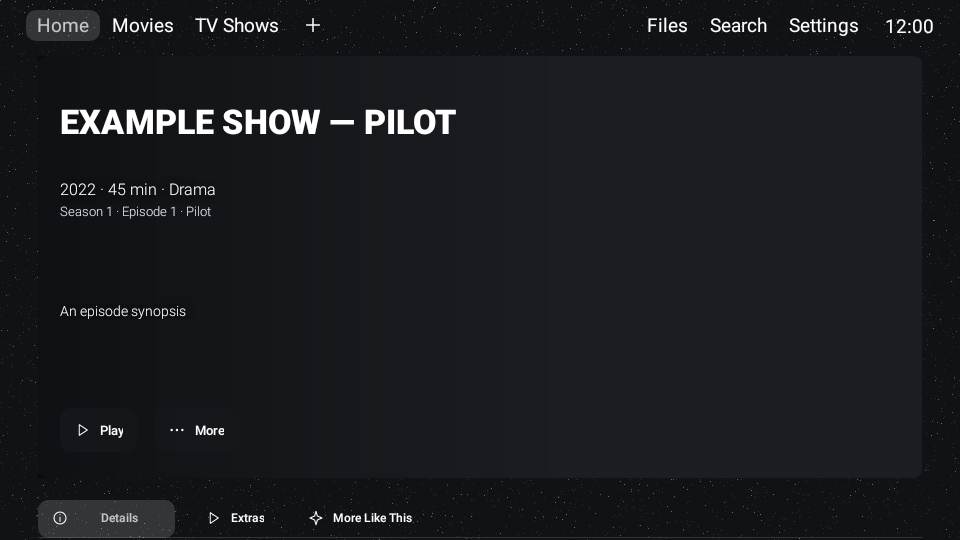 Home Movies TV Shows + Files Search Settings 12:00
EXAMPLE SHOW — PILOT
2022 · 45 min · Drama
Season 1 · Episode 1 · Pilot
An episode synopsis
Play More
Details Extras More Like This